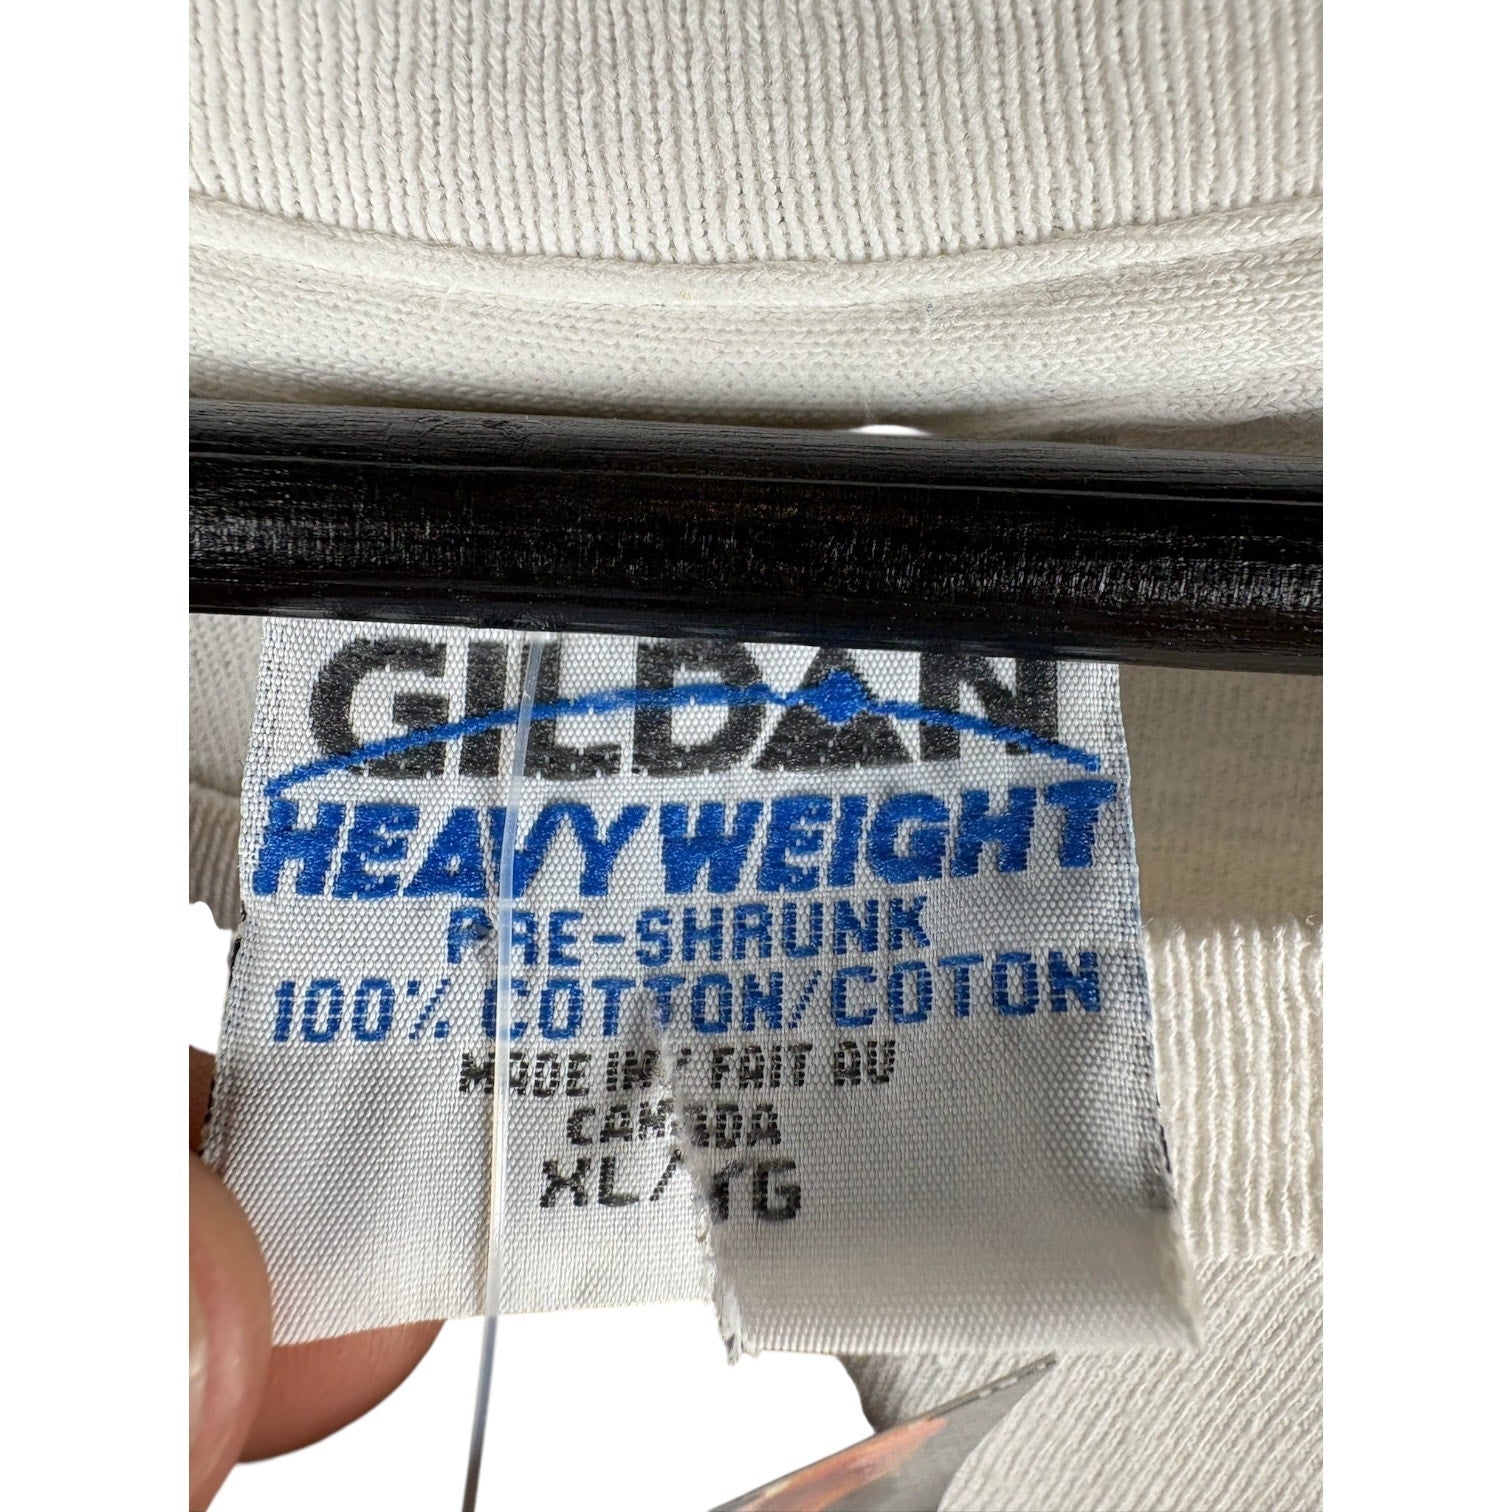 GILDAN
HEAVYWEIGHT
PRE-SHRUNK
100% COTTON/COTON
MADE IN/ FAIT AU
CANADA
XL/TG